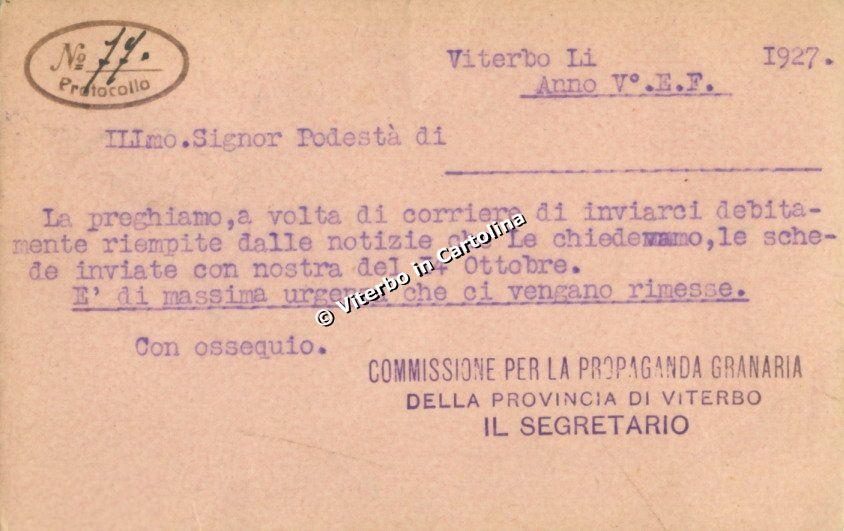 Nº 77.
Protocollo
Viterbo Li 1927.
Anno Vº.E.F.
ILLmo.Signor Podestà di
La preghiamo,a volta di corriere di inviarci debita-
mente riempite dalle notizie che Le chiedevamo,le sche-
de inviate con nostra del 4 Ottobre.
E' di massima urgenza che ci vengano rimesse.
Con ossequio.
COMMISSIONE PER LA PROPAGANDA GRANARIA
DELLA PROVINCIA DI VITERBO
IL SEGRETARIO
© Viterbo in Cartolina